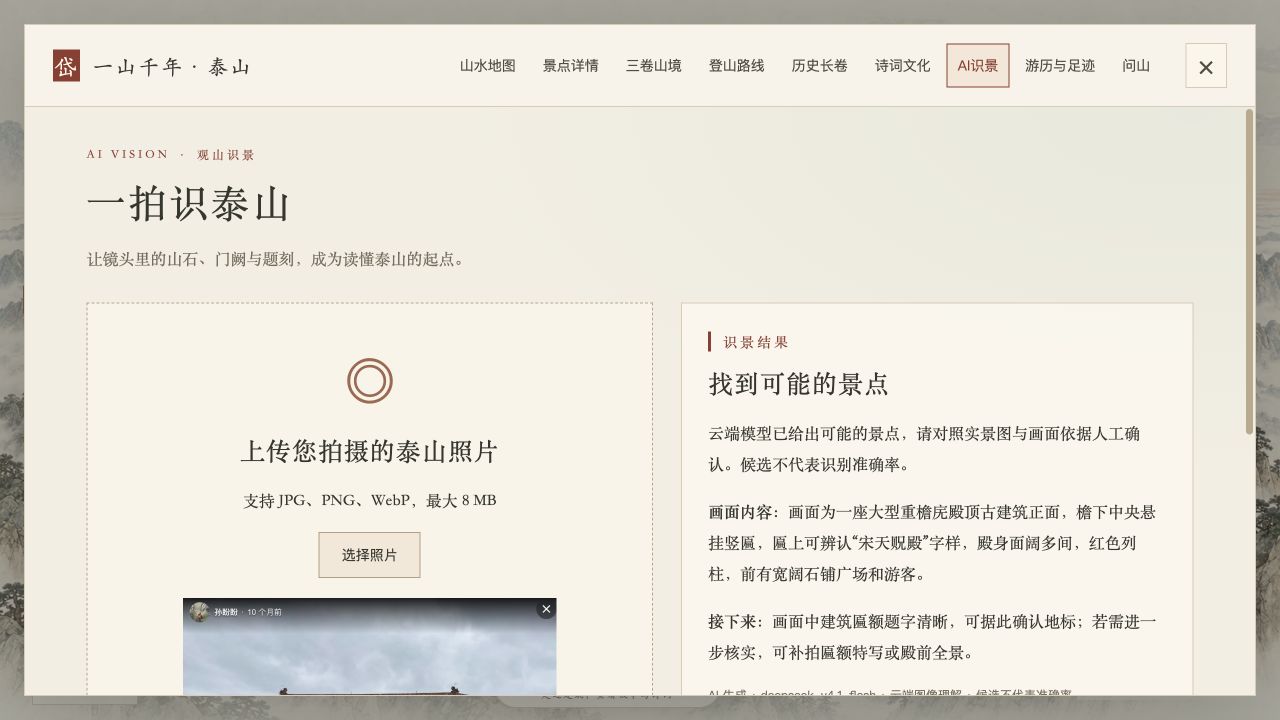 岱 一山千年·泰山
山水地图 景点详情 三卷山境 登山路线 历史长卷 诗词文化 AI识景 游历与足迹 问山
AI VISION · 观山识景
一拍识泰山
让镜头里的山石、门阙与题刻，成为读懂泰山的起点。
上传您拍摄的泰山照片
支持 JPG、PNG、WebP，最大 8 MB
选择照片
孙盼盼 · 10 个月前
识景结果
找到可能的景点
云端模型已给出可能的景点，请对照实景图与画面依据人工确
认。候选不代表识别准确率。
画面内容：画面为一座大型重檐庑殿顶古建筑正面，檐下中央悬
挂竖匾，匾上可辨认“宋天贶殿”字样，殿身面阔多间，红色列
柱，前有宽阔石铺广场和游客。
接下来：画面中建筑匾额题字清晰，可据此确认地标；若需进一
步核实，可补拍匾额特写或殿前全景。